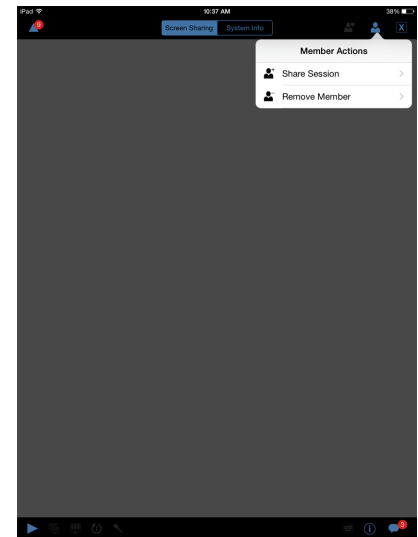 iPad 10:37 AM 38%
9
Screen Sharing System Info
X
Member Actions
Share Session
Remove Member
3